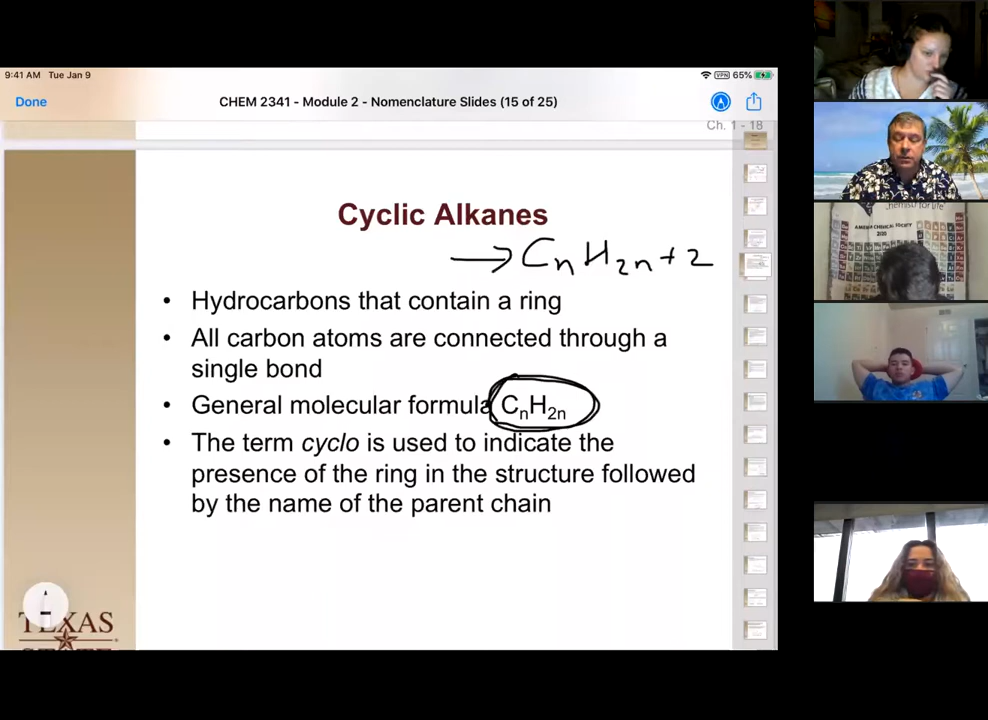 9:41 AM Tue Jan 9
VPN 65%
Done
CHEM 2341 - Module 2 - Nomenclature Slides (15 of 25)
Ch. 1 - 18
Cyclic Alkanes
→ CnH2n+2
• Hydrocarbons that contain a ring
• All carbon atoms are connected through a
single bond
• General molecular formula CnH2n
• The term cyclo is used to indicate the
presence of the ring in the structure followed
by the name of the parent chain
TEXAS